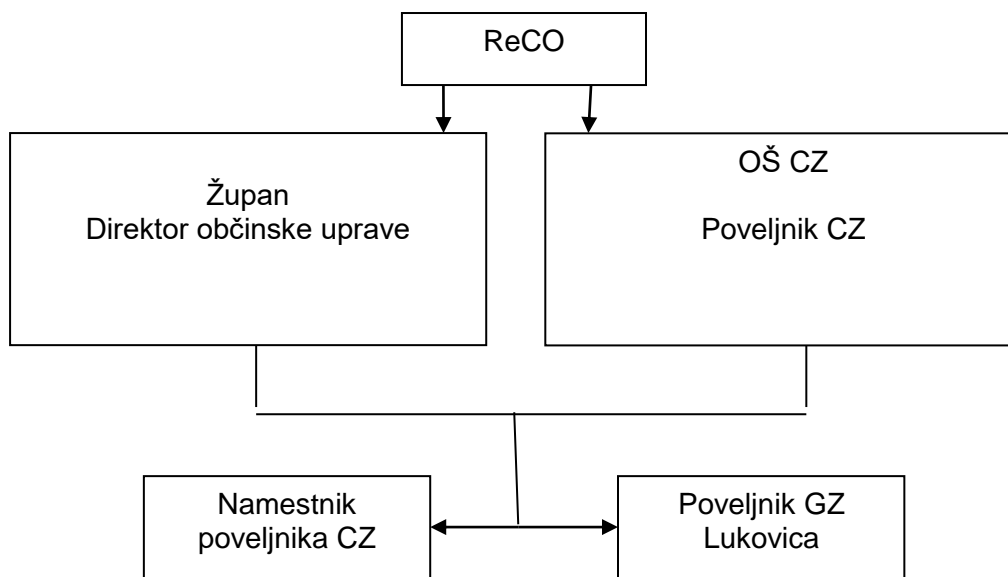 ReCO
Župan
Direktor občinske uprave
OŠ CZ
Poveljnik CZ
Namestnik
poveljnika CZ
Poveljnik GZ
Lukovica